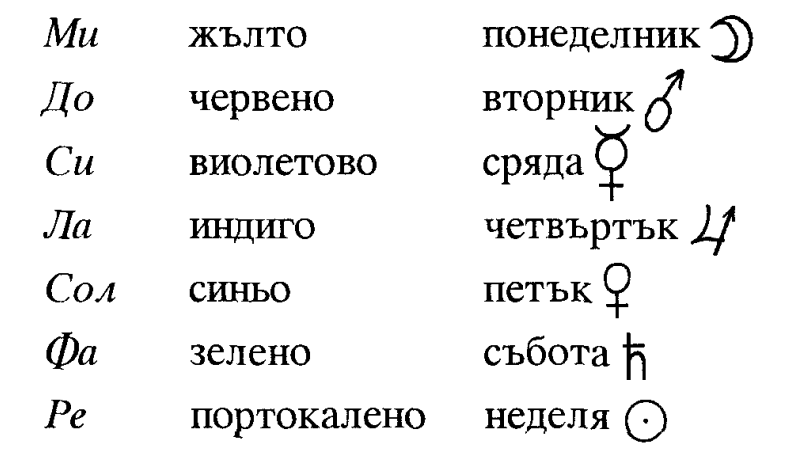 Ми жълто понеделник ☽
До червено вторник ♂
Си виолетово сряда ☿
Ла индиго четвъртък ♃
Сол синьо петък ♀
Фа зелено събота ♄
Ре портокалено неделя ☉